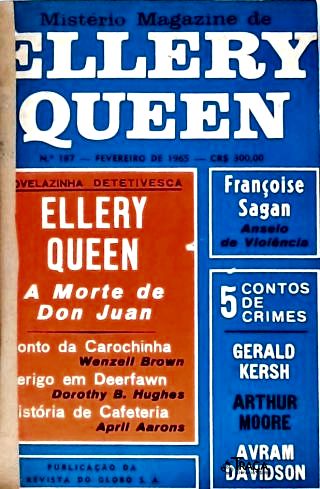 Mistério Magazine de
ELLERY
QUEEN
N.º 187 — FEVEREIRO DE 1965 — CR$ 300,00
OVELAZINHA DETETIVESCA
ELLERY
QUEEN
A Morte de
Don Juan
onto da Carochinha
Wenzell Brown
erigo em Deerfawn
Dorothy B. Hughes
istória de Cafeteria
April Aarons
Françoise
Sagan
Anseio
de Violência
5 CONTOS
DE
CRIMES
GERALD
KERSH
ARTHUR
MOORE
AVRAM
DAVIDSON
PUBLICAÇÃO DA
REVISTA DO GLOBO S. A.
TRAÇA